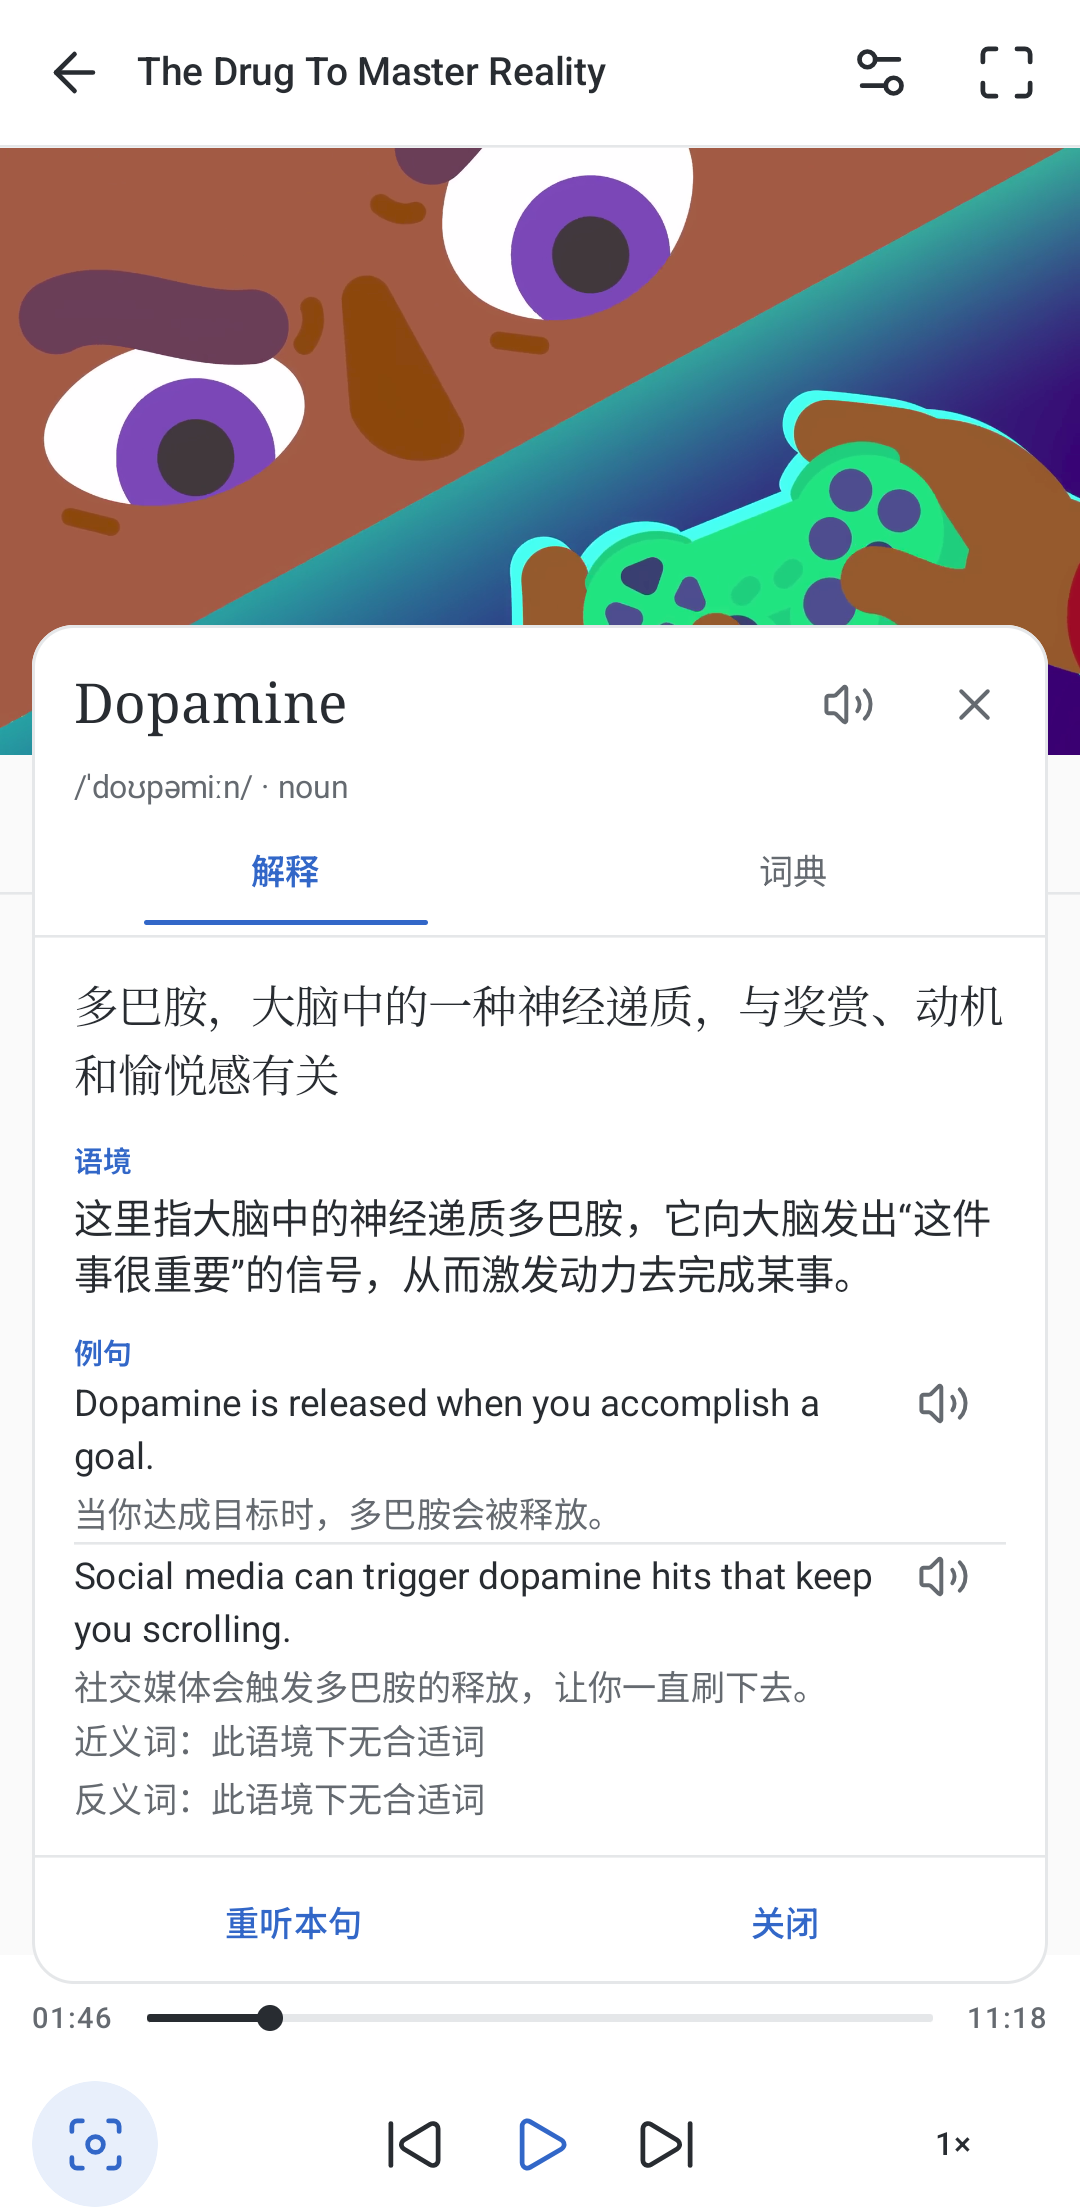 The Drug To Master Reality
Dopamine
/ˈdoʊpəmiːn/ · noun
解释
词典
多巴胺，大脑中的一种神经递质，与奖赏、动机
和愉悦感有关
语境
这里指大脑中的神经递质多巴胺，它向大脑发出“这件
事很重要”的信号，从而激发动力去完成某事。
例句
Dopamine is released when you accomplish a
goal.
当你达成目标时，多巴胺会被释放。
Social media can trigger dopamine hits that keep
you scrolling.
社交媒体会触发多巴胺的释放，让你一直刷下去。
近义词：此语境下无合适词
反义词：此语境下无合适词
重听本句
关闭
01:46
11:18
1×